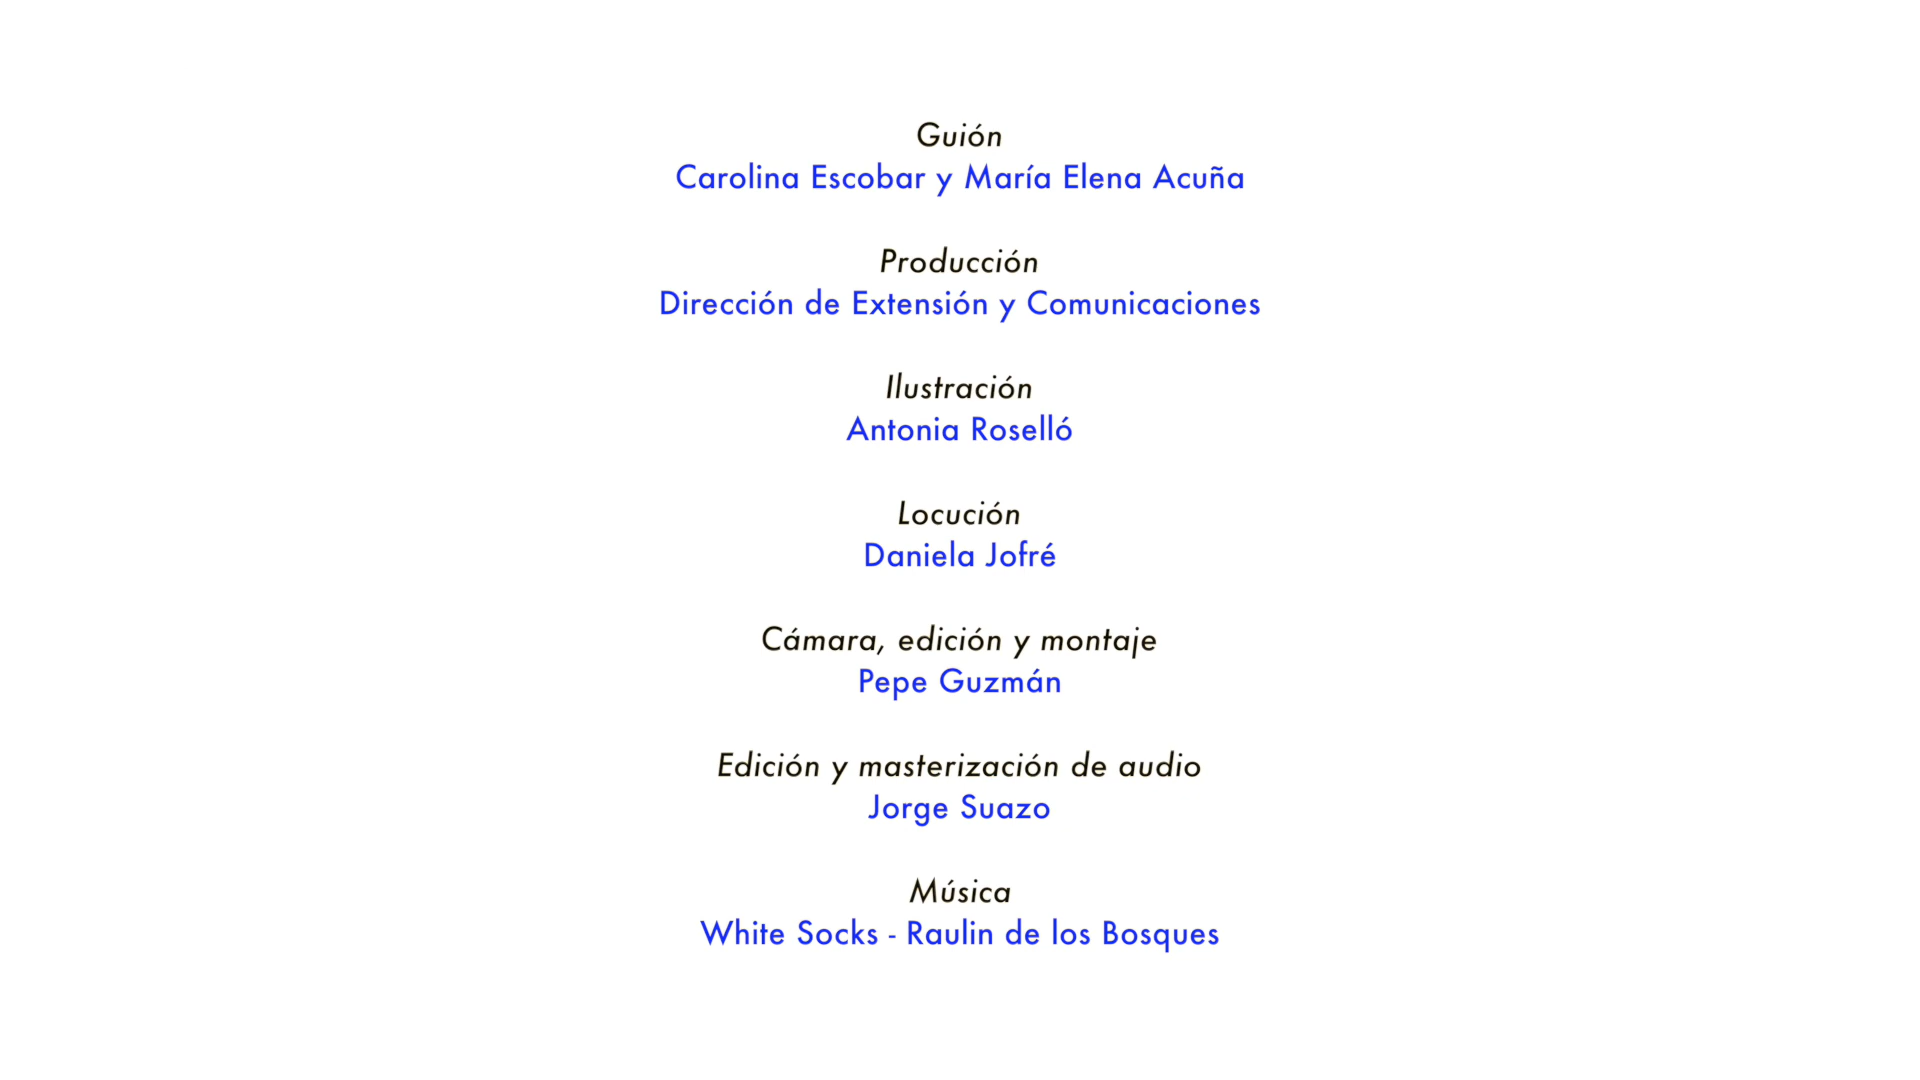 Guión
Carolina Escobar y María Elena Acuña
Producción
Dirección de Extensión y Comunicaciones
Ilustración
Antonia Roselló
Locución
Daniela Jofré
Cámara, edición y montaje
Pepe Guzmán
Edición y masterización de audio
Jorge Suazo
Música
White Socks - Raulin de los Bosques